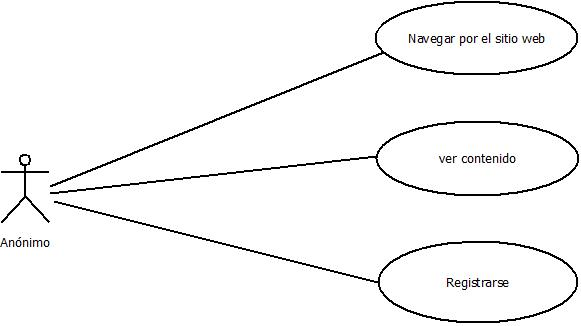 Navegar por el sitio web
ver contenido
Anónimo
Registrarse